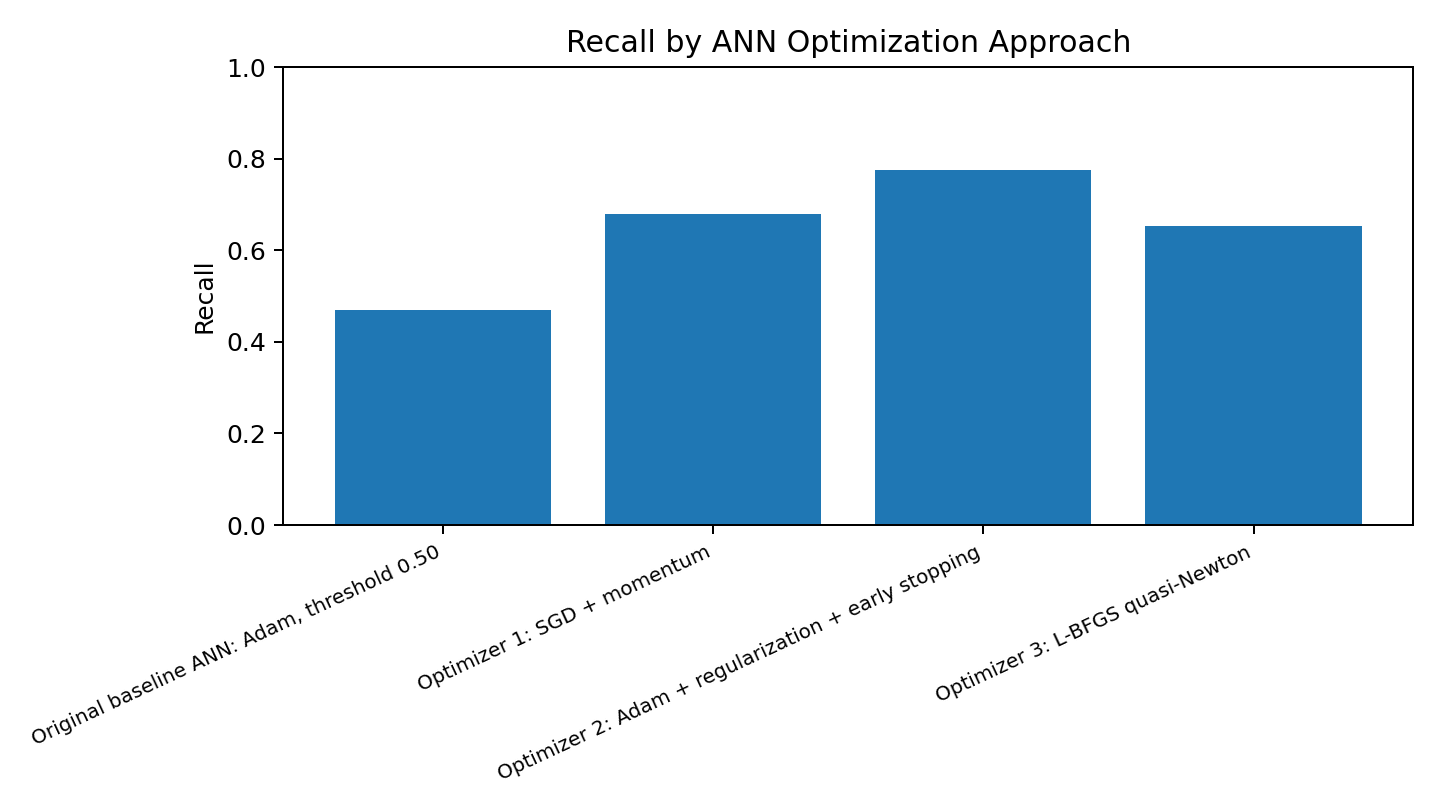 Recall by ANN Optimization Approach
1.0
0.8
0.6
0.4
0.2
0.0
Recall
Original baseline ANN: Adam, threshold 0.50
Optimizer 1: SGD + momentum
Optimizer 2: Adam + regularization + early stopping
Optimizer 3: L-BFGS quasi-Newton